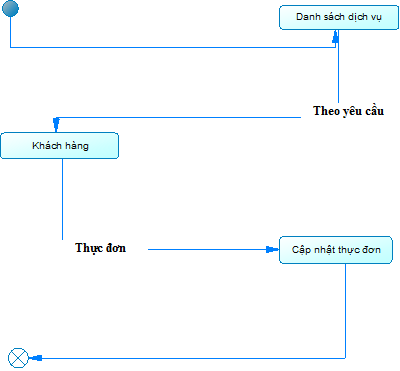 Danh sách dịch vụ
Theo yêu cầu
Khách hàng
Thực đơn
Cập nhật thực đơn